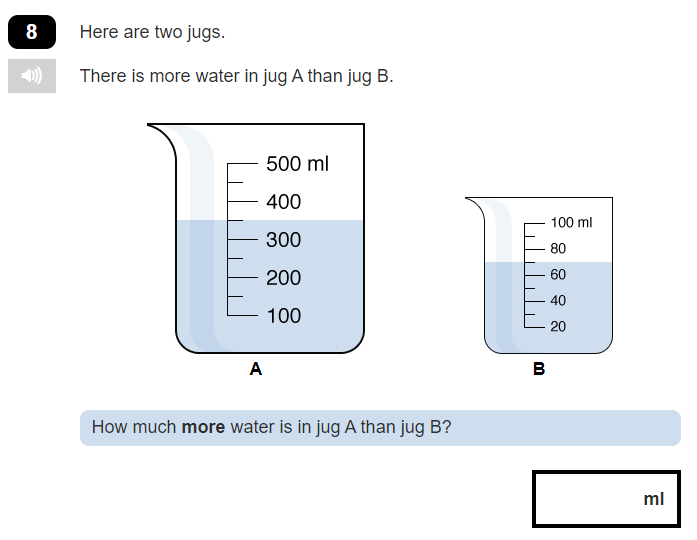 8
Here are two jugs.
There is more water in jug A than jug B.
500 ml
400
300
200
100
A
100 ml
80
60
40
20
B
How much more water is in jug A than jug B?
ml